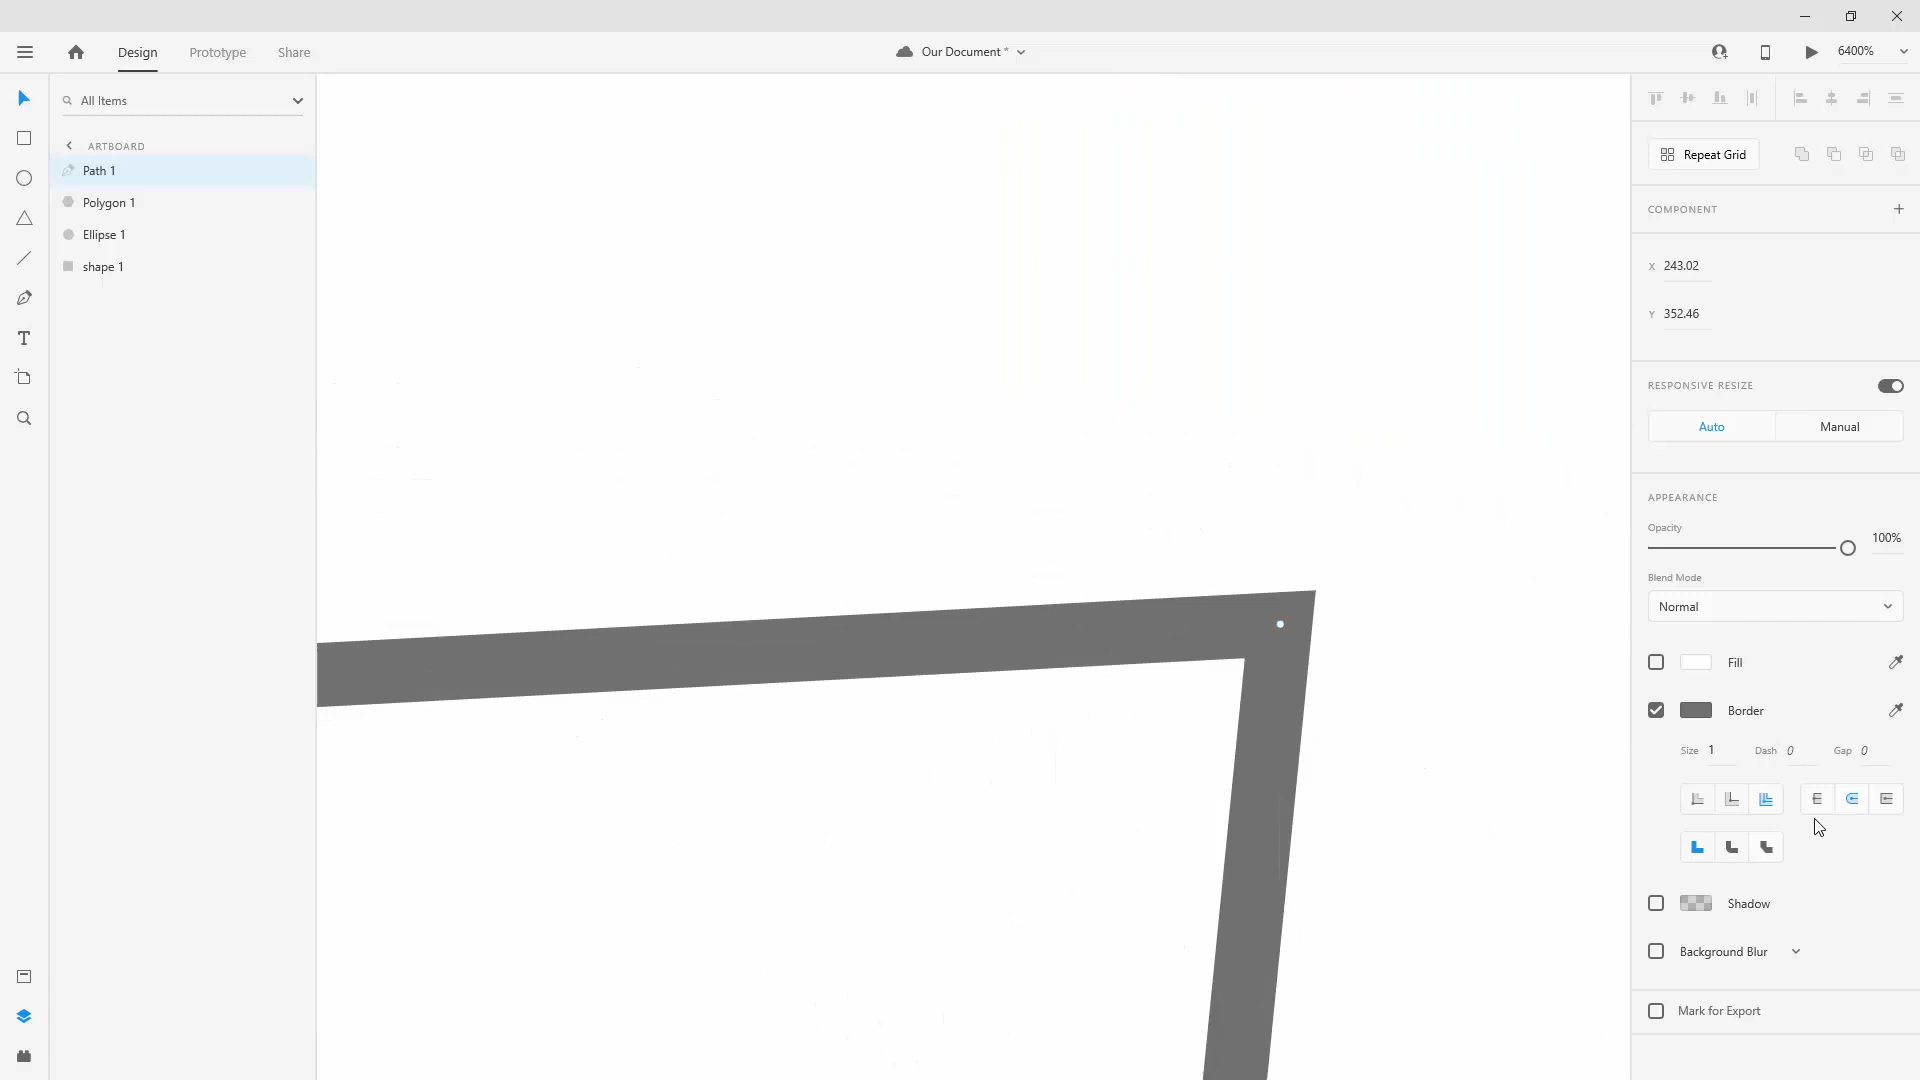 Design Prototype Share
Our Document *
6400%
All Items
ARTBOARD
Path 1
Polygon 1
Ellipse 1
shape 1
T
Repeat Grid
COMPONENT
X 243.02
Y 352.46
RESPONSIVE RESIZE
Auto Manual
APPEARANCE
Opacity
100%
Blend Mode
Normal
Fill
Border
Size 1 Dash 0 Gap 0
Shadow
Background Blur
Mark for Export